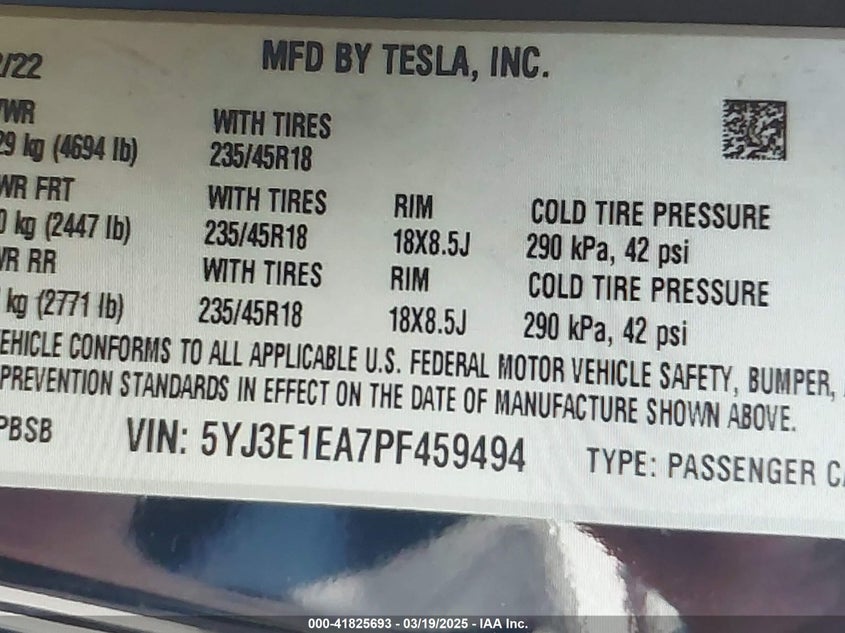 2/22 MFD BY TESLA, INC.
WR WITH TIRES
29 kg (4694 lb) 235/45R18
WR FRT WITH TIRES RIM COLD TIRE PRESSURE
0 kg (2447 lb) 235/45R18 18X8.5J 290 kPa, 42 psi
WR RR WITH TIRES RIM COLD TIRE PRESSURE
kg (2771 lb) 235/45R18 18X8.5J 290 kPa, 42 psi
EHICLE CONFORMS TO ALL APPLICABLE U.S. FEDERAL MOTOR VEHICLE SAFETY, BUMPER,
PREVENTION STANDARDS IN EFFECT ON THE DATE OF MANUFACTURE SHOWN ABOVE.
PBSB VIN: 5YJ3E1EA7PF459494 TYPE: PASSENGER CA
000-41825693 - 03/19/2025 - IAA Inc.